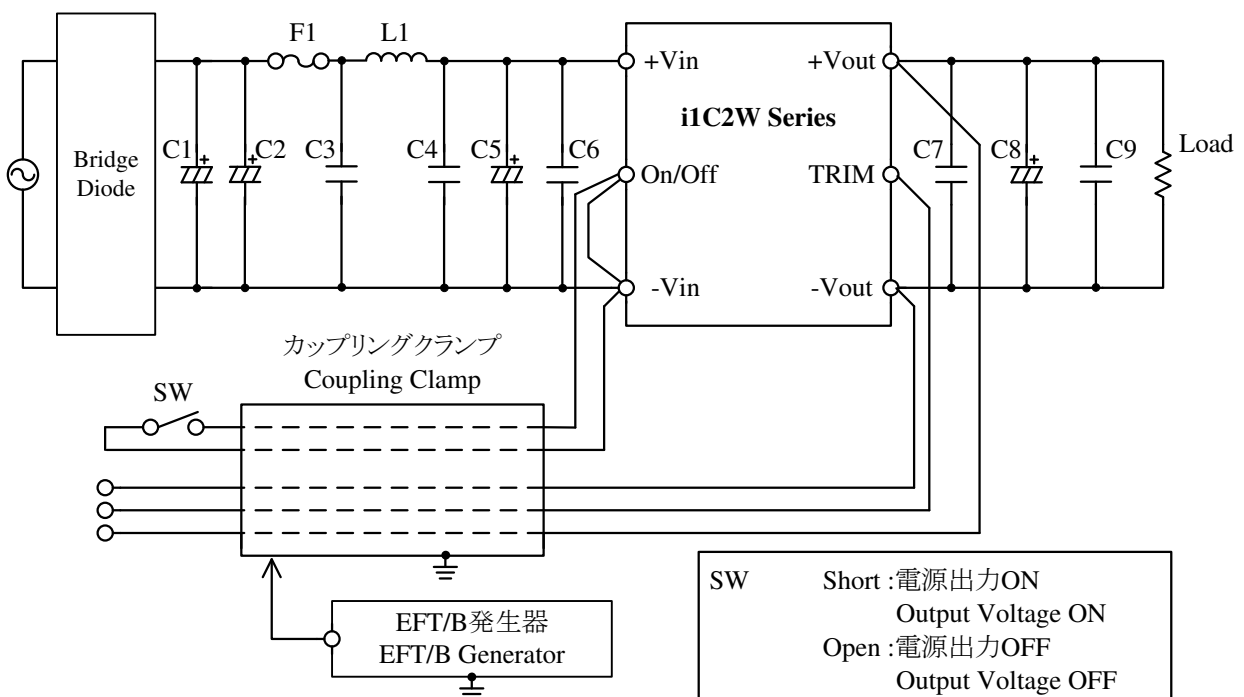 F1
L1
+Vin
+Vout
i1C2W Series
Bridge
Diode
C1
+
C2
+
C3
C4
C5
+
C6
On/Off
TRIM
C7
C8
+
C9
Load
-Vin
-Vout
カップリングクランプ
Coupling Clamp
SW
EFT/B発生器
EFT/B Generator
SW Short :電源出力ON
Output Voltage ON
Open :電源出力OFF
Output Voltage OFF